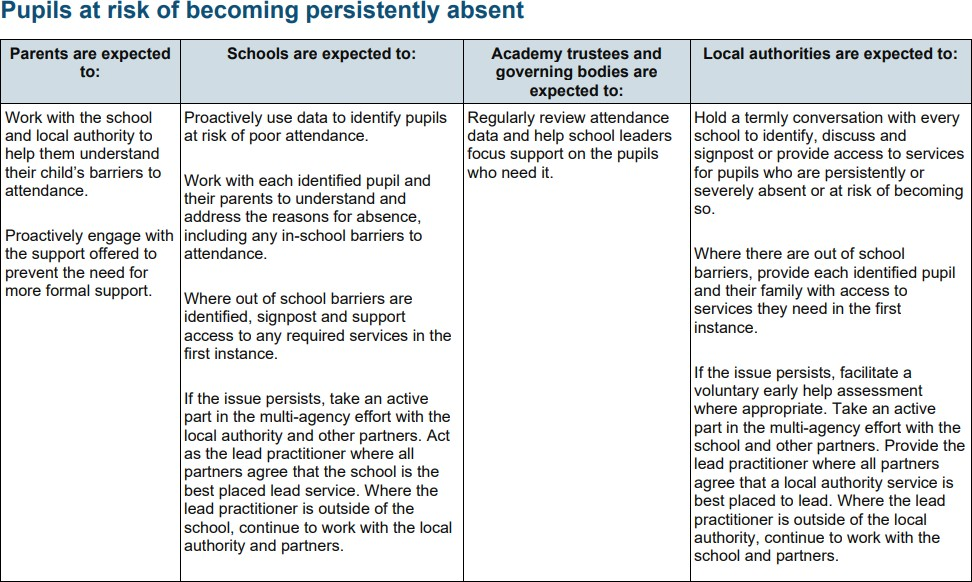 Pupils at risk of becoming persistently absent
Parents are expected
to:
Schools are expected to:
Academy trustees and
governing bodies are
expected to:
Local authorities are expected to:
Work with the school
and local authority to
help them understand
their child's barriers to
attendance.
Proactively engage with
the support offered to
prevent the need for
more formal support.
Proactively use data to identify pupils
at risk of poor attendance.
Work with each identified pupil and
their parents to understand and
address the reasons for absence,
including any in-school barriers to
attendance.
Where out of school barriers are
identified, signpost and support
access to any required services in the
first instance.
If the issue persists, take an active
part in the multi-agency effort with the
local authority and other partners. Act
as the lead practitioner where all
partners agree that the school is the
best placed lead service. Where the
lead practitioner is outside of the
school, continue to work with the local
authority and partners.
Regularly review attendance
data and help school leaders
focus support on the pupils
who need it.
Hold a termly conversation with every
school to identify, discuss and
signpost or provide access to services
for pupils who are persistently or
severely absent or at risk of becoming
so.
Where there are out of school
barriers, provide each identified pupil
and their family with access to
services they need in the first
instance.
If the issue persists, facilitate a
voluntary early help assessment
where appropriate. Take an active
part in the multi-agency effort with the
school and other partners. Provide the
lead practitioner where all partners
agree that a local authority service is
best placed to lead. Where the lead
practitioner is outside of the local
authority, continue to work with the
school and partners.